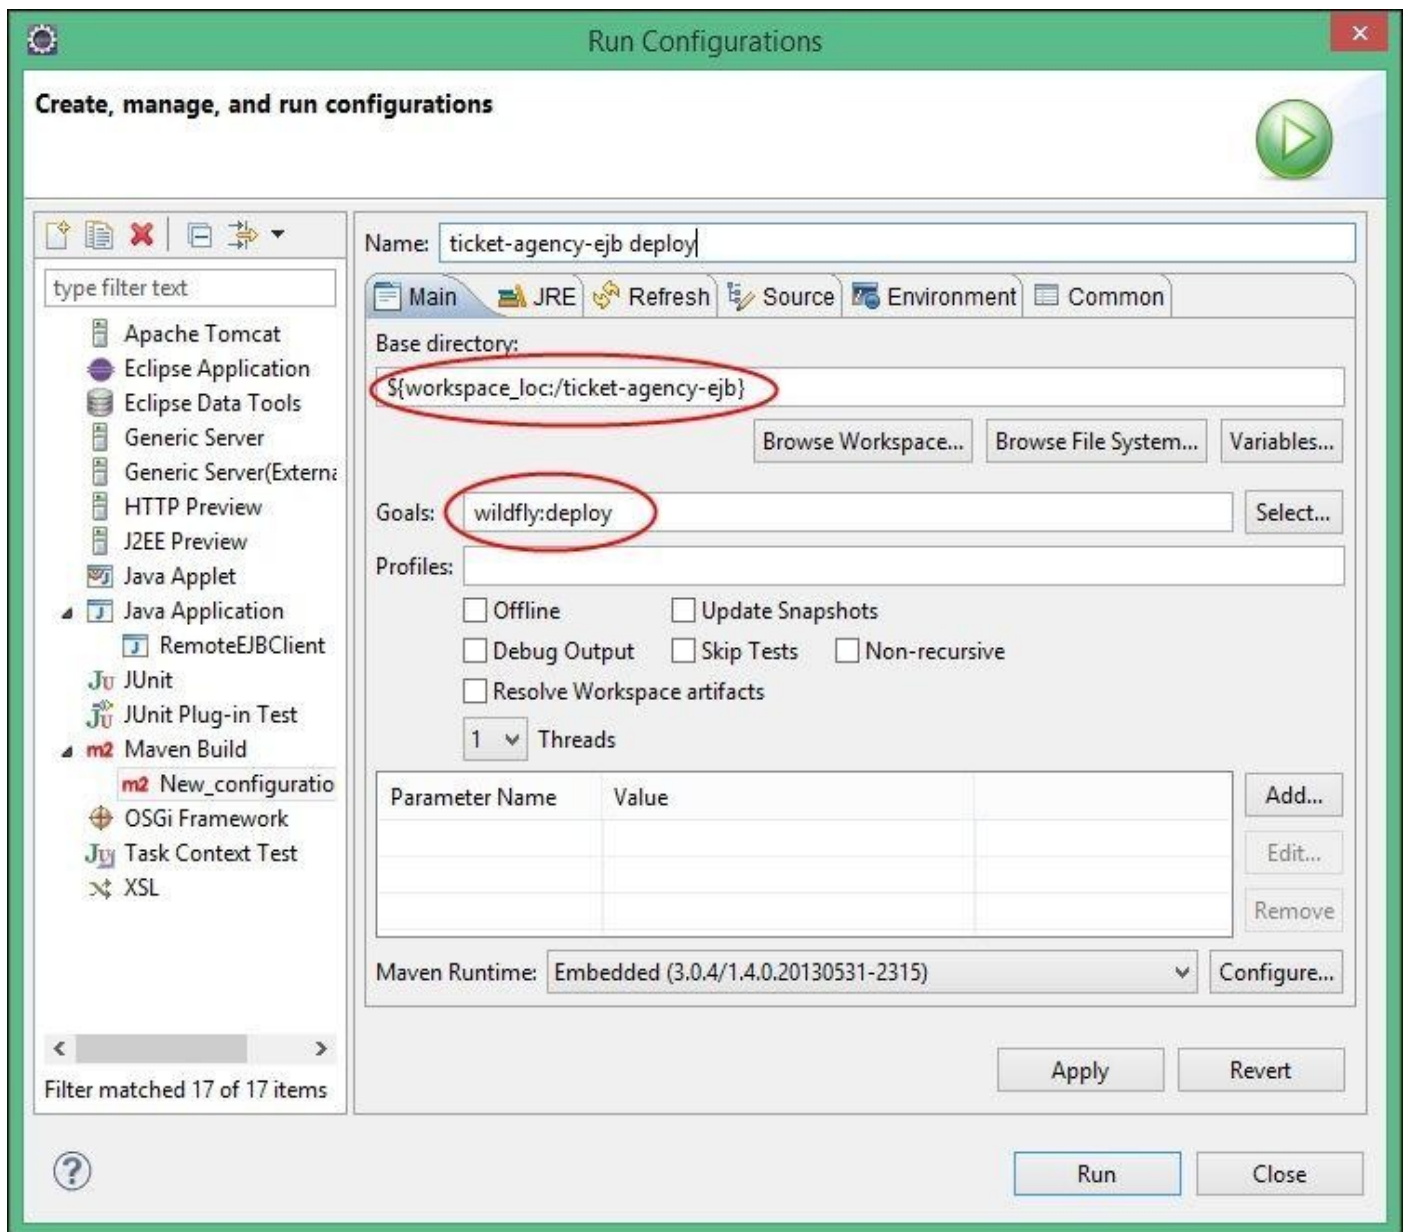 Run Configurations
Create, manage, and run configurations
type filter text
Apache Tomcat
Eclipse Application
Eclipse Data Tools
Generic Server
Generic Server(Externa
HTTP Preview
J2EE Preview
Java Applet
Java Application
RemoteEJBClient
JUnit
JUnit Plug-in Test
m2 Maven Build
m2 New_configuratio
OSGi Framework
Task Context Test
XSL
Filter matched 17 of 17 items
Name: ticket-agency-ejb deploy
Main JRE Refresh Source Environment Common
Base directory:
${workspace_loc:/ticket-agency-ejb}
Browse Workspace... Browse File System... Variables...
Goals: wildfly:deploy Select...
Profiles:
Offline Update Snapshots
Debug Output Skip Tests Non-recursive
Resolve Workspace artifacts
1 Threads
Parameter Name Value Add...
Edit...
Remove
Maven Runtime: Embedded (3.0.4/1.4.0.20130531-2315) Configure...
Apply Revert
? Run Close